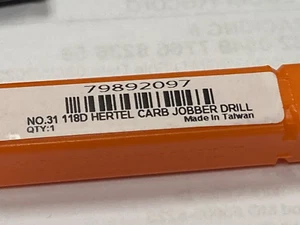 79892097
NO.31 118D HERTEL CARB JOBBER DRILL
QTY:1 Made in Taiwan